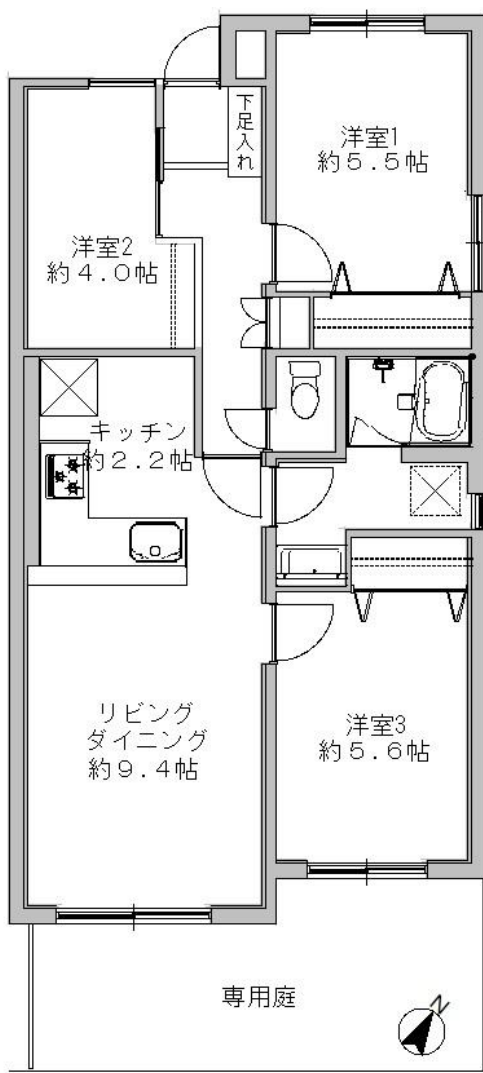 下足入れ
洋室1
約5.5帖
洋室2
約4.0帖
キッチン
約2.2帖
リビング
ダイニング
約9.4帖
洋室3
約5.6帖
専用庭
N